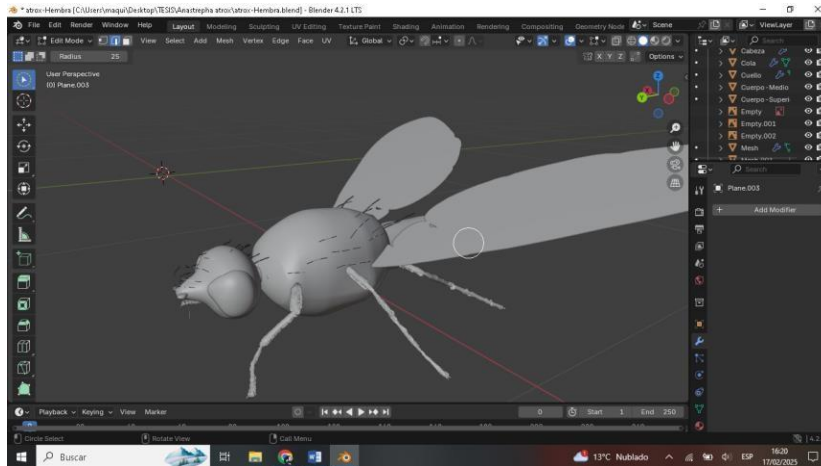 * atrox-Hembra [C:\Users\maqui\Desktop\TESIS\Anastrepha atrox\atrox-Hembra.blend] - Blender 4.2.1 LTS
File Edit Render Window Help Layout Modeling Sculpting UV Editing Texture Paint Shading Animation Rendering Compositing Geometry Node Scene ViewLayer
Edit Mode View Select Add Mesh Vertex Edge Face UV Global Search
Radius 25 X Y Z Options
User Perspective
(0) Plane.003
Cabeza
Cola
Cuello
Cuerpo-Medio
Cuerpo-Superi
Empty
Empty.001
Empty.002
Mesh
Search
Plane.003
+ Add Modifier
Playback Keying View Marker 0 Start 1 End 250
Circle Select Rotate View Call Menu 4.2
Buscar 13°C Nublado ESP 16:20
17/02/2025